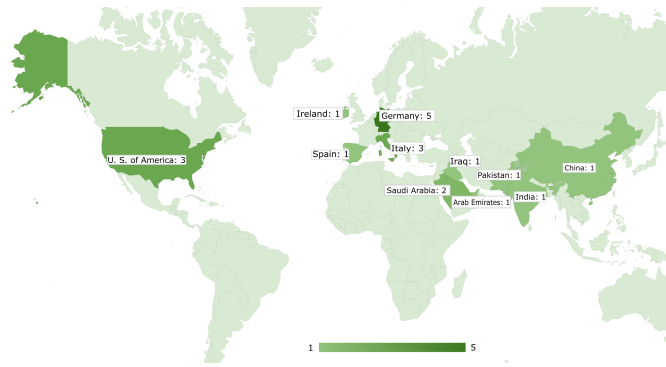 Ireland: 1
Germany: 5
U. S. of America: 3
Italy: 3
Spain: 1
Iraq: 1
China: 1
Pakistan: 1
Saudi Arabia: 2
India: 1
Arab Emirates: 1
1
5